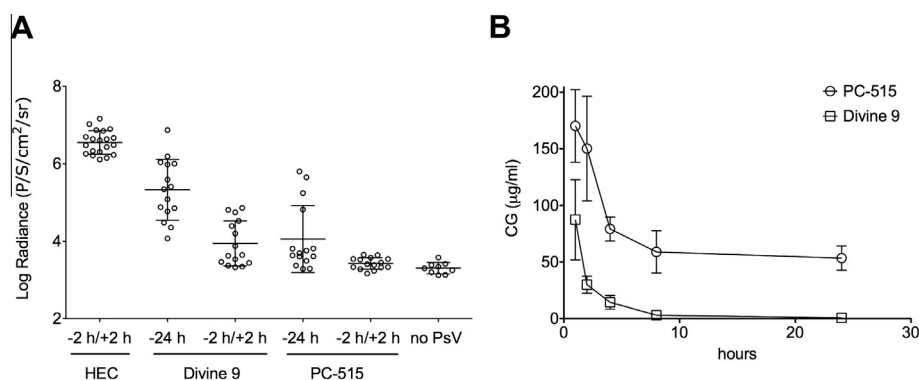 A
Log Radiance (P/S/cm²/sr)
8
6
4
2
-2 h/+2 h -24 h -2 h/+2 h -24 h -2 h/+2 h no PsV
HEC Divine 9 PC-515
B
CG (µg/ml)
200
150
100
50
0
0 10 20 30
hours
PC-515
Divine 9